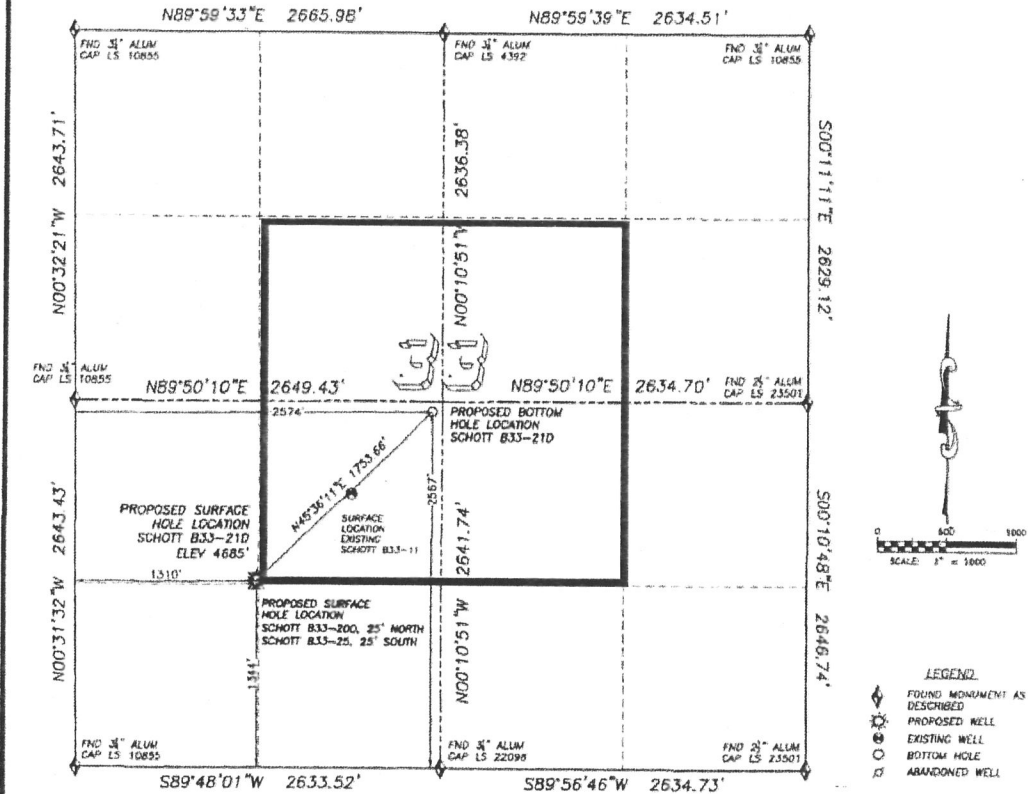 N89°59'33"E 2665.98'
N89°59'39"E 2634.51'
FND 3¼" ALUM
CAP LS 10855
FND 3¼" ALUM
CAP LS 4392
FND 3¼" ALUM
CAP LS 10855
N00°32'21"W 2643.71'
N00°10'51"W 2636.38'
S00°11'11"E 2629.12'
FND 3¼" ALUM
CAP LS 10855
N89°50'10"E 2649.43'
N89°50'10"E 2634.70'
FND 2½" ALUM
CAP LS 23501
2574'
PROPOSED BOTTOM
HOLE LOCATION
SCHOTT B33-21D
N45°36'11"E 1753.66'
2567'
PROPOSED SURFACE
HOLE LOCATION
SCHOTT B33-21D
ELEV 4685'
SURFACE
LOCATION
EXISTING
SCHOTT B33-11
N00°31'32"W 2643.43'
N00°10'51"W 2641.74'
S00°10'48"E 2646.74'
1310'
PROPOSED SURFACE
HOLE LOCATION
SCHOTT B33-20D, 25' NORTH
SCHOTT B33-25, 25' SOUTH
1344'
0
1000
SCALE: 1" = 1000
LEGEND
FOUND MONUMENT AS
DESCRIBED
PROPOSED WELL
EXISTING WELL
BOTTOM HOLE
ABANDONED WELL
FND 3¼" ALUM
CAP LS 10855
FND 3¼" ALUM
CAP LS 22098
FND 2½" ALUM
CAP LS 23501
S89°48'01"W 2633.52'
S89°56'46"W 2634.73'